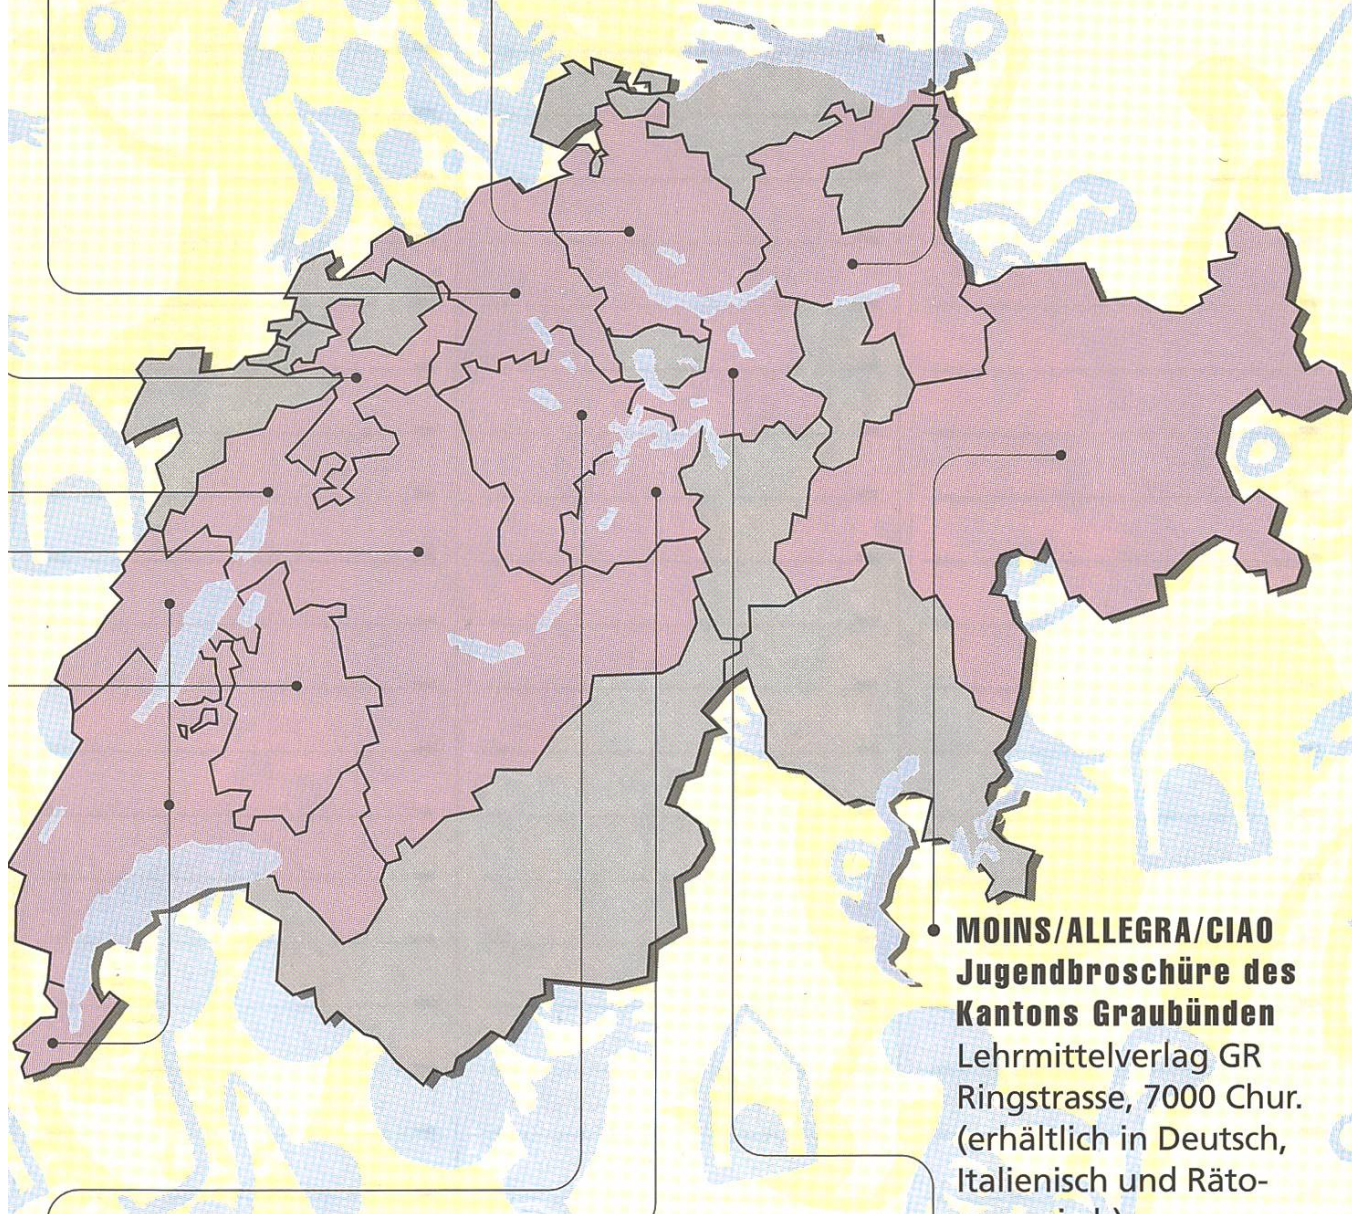 MOINS/ALLEGRA/CIAO
Jugendbroschüre des
Kantons Graubünden
Lehrmittelverlag GR
Ringstrasse, 7000 Chur.
(erhältlich in Deutsch,
Italienisch und Räto-